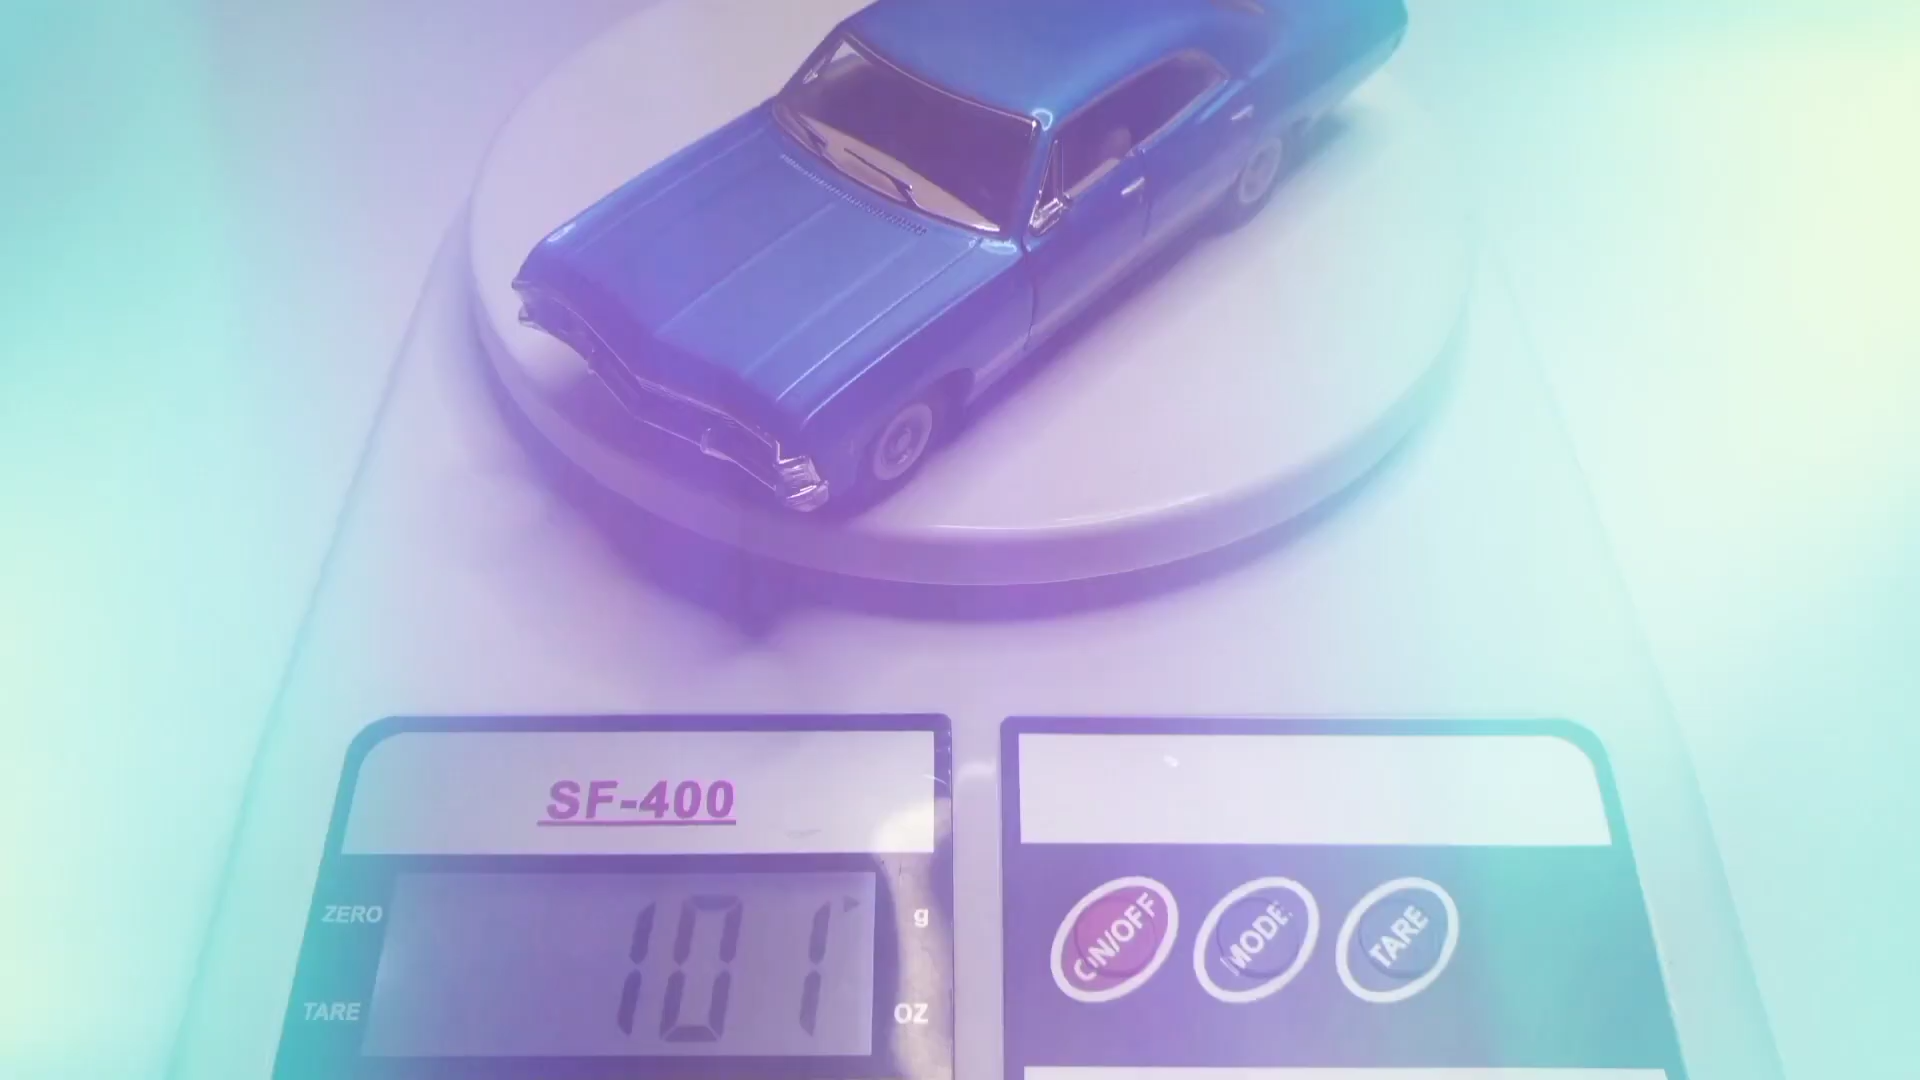 SF-400
ZERO
101
g
TARE
OZ
ON/OFF
MODE
TARE